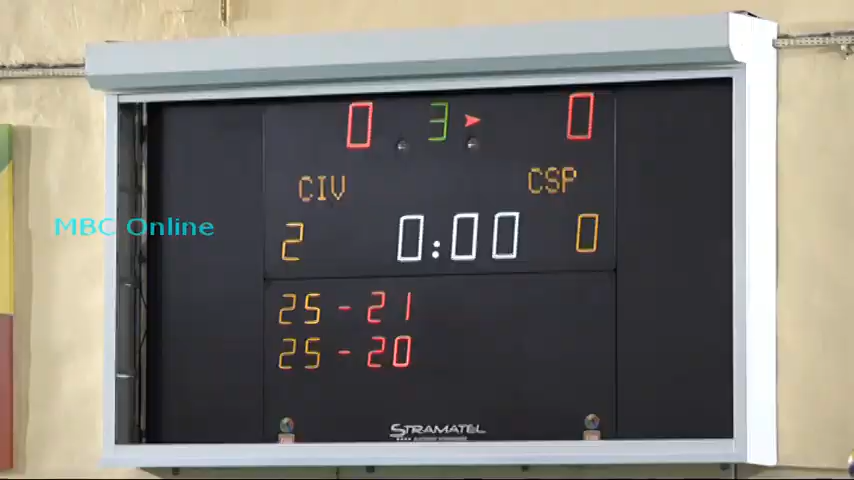 0 3 0
CIV CSP
MBC Online
2 0:00 0
25 - 21
25 - 20
STRAMATEL